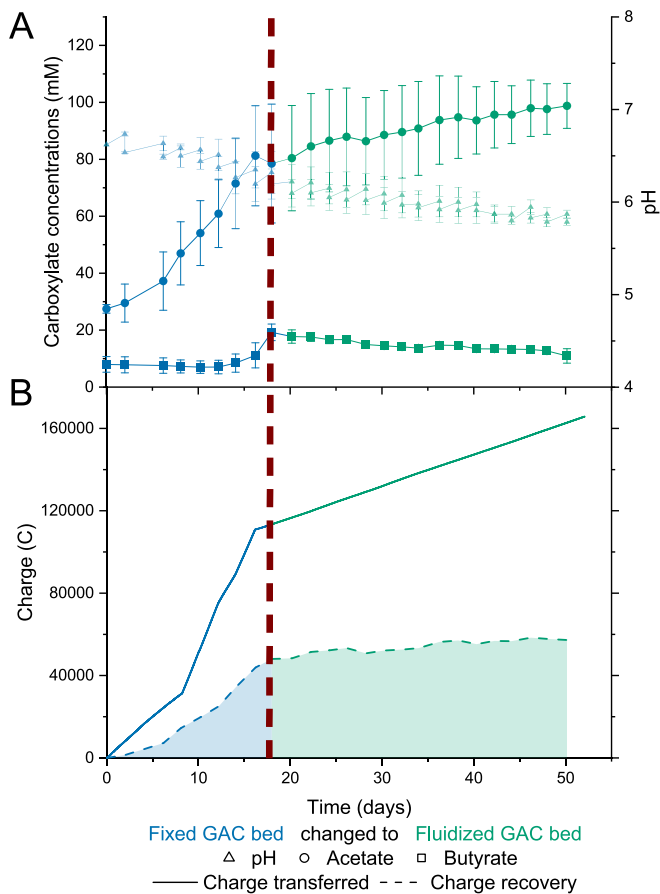 A
Carboxylate concentrations (mM)
120
100
80
60
40
20
0
8
7
6
5
4
pH
B
Charge (C)
160000
120000
80000
40000
0
0 10 20 30 40 50
Time (days)
Fixed GAC bed changed to Fluidized GAC bed
pH Acetate Butyrate
Charge transferred Charge recovery